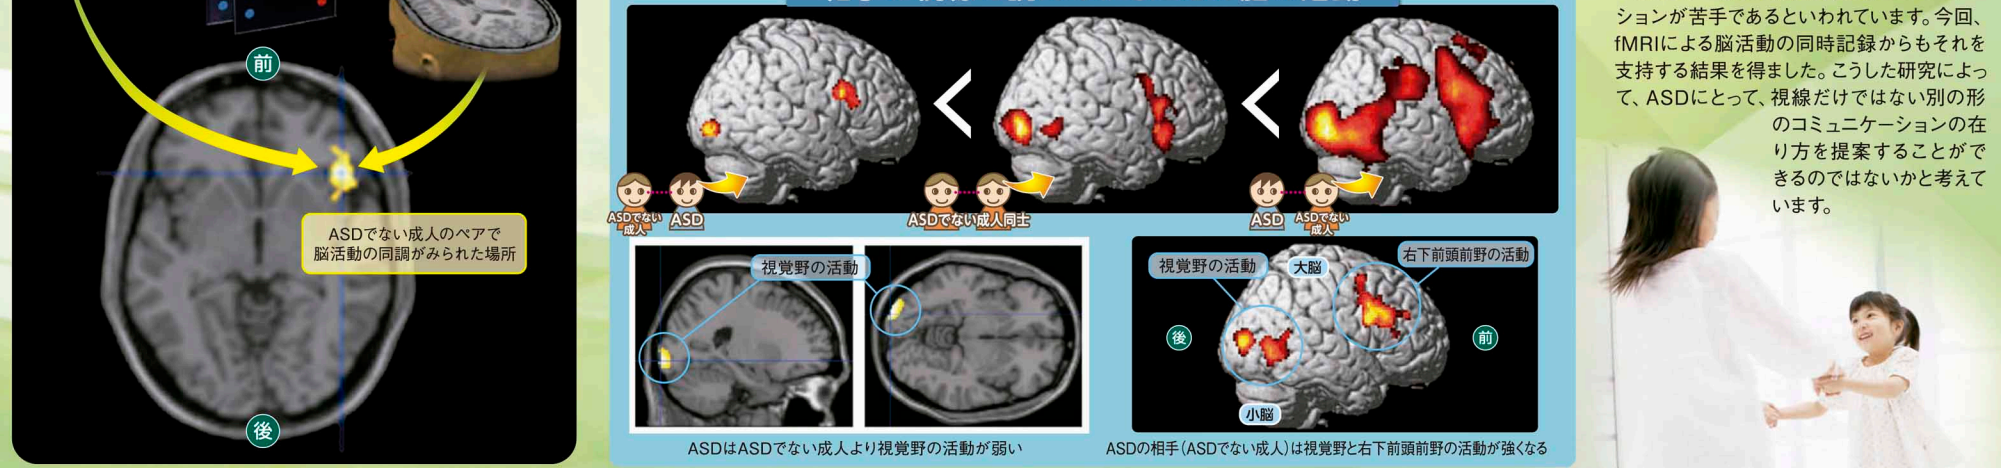 前
ASDでない成人のペアで
脳活動の同調がみられた場所
後
ASDでない
成人
ASD
ASDでない成人同士
ASD
ASDでない
成人
視覚野の活動
ASDはASDでない成人より視覚野の活動が弱い
視覚野の活動
大脳
右下前頭前野の活動
後
前
小脳
ASDの相手（ASDでない成人）は視覚野と右下前頭前野の活動が強くなる
ションが苦手であるといわれています。今回、
fMRIによる脳活動の同時記録からもそれを
支持する結果を得ました。こうした研究によっ
て、ASDにとって、視線だけではない別の形
のコミュニケーションの在
り方を提案することがで
きるのではないかと考えて
います。